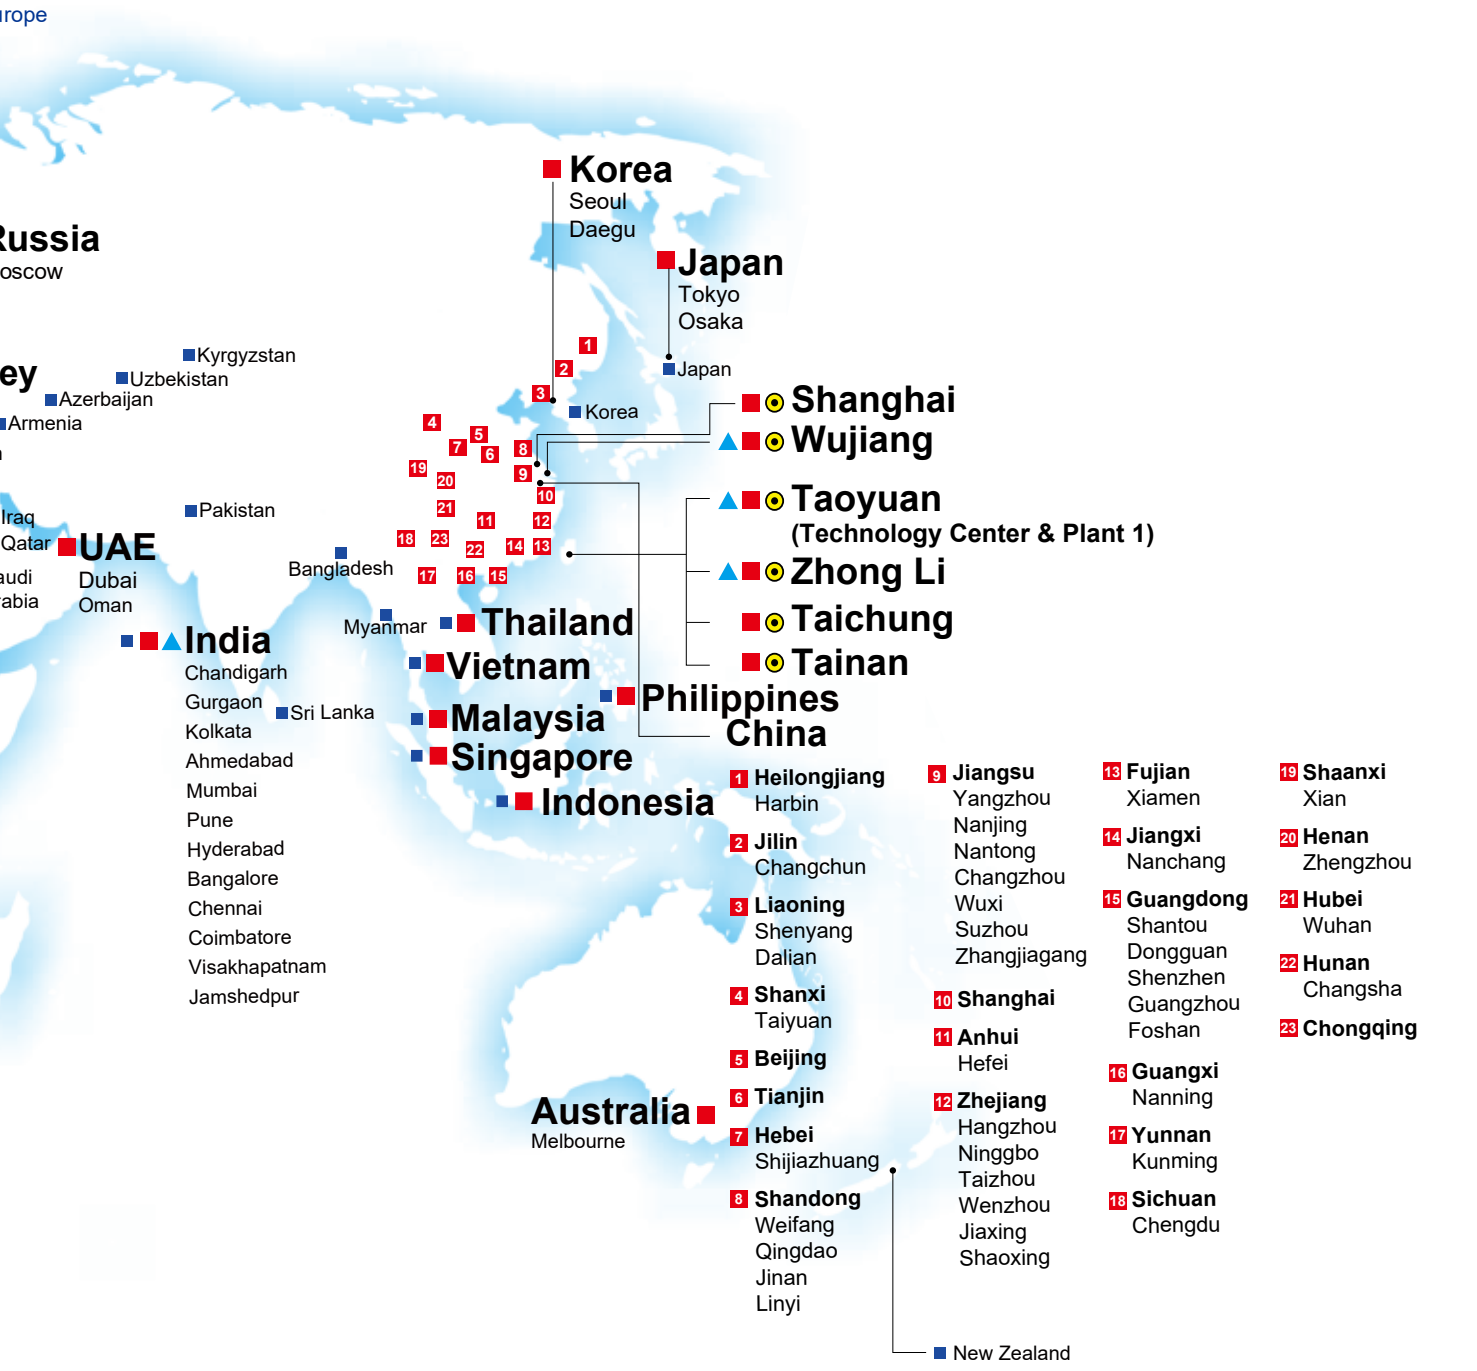 urope
Korea
Seoul
Daegu
Russia
oscow
Japan
Tokyo
Osaka
Kyrgyzstan
Uzbekistan
ey
Azerbaijan
Armenia
Japan
Korea
1
2
3
4
5
6
7
8
9
10
11
12
13
14
15
16
17
18
19
20
21
22
23
Shanghai
Wujiang
Taoyuan
(Technology Center & Plant 1)
Zhong Li
Taichung
Tainan
Pakistan
Iraq
Qatar
UAE
Dubai
Oman
audi
rabia
Bangladesh
Myanmar
Thailand
Vietnam
Philippines
Malaysia
Singapore
Indonesia
India
Chandigarh
Gurgaon
Kolkata
Ahmedabad
Mumbai
Pune
Hyderabad
Bangalore
Chennai
Coimbatore
Visakhapatnam
Jamshedpur
Sri Lanka
Australia
Melbourne
China
1 Heilongjiang
Harbin
2 Jilin
Changchun
3 Liaoning
Shenyang
Dalian
4 Shanxi
Taiyuan
5 Beijing
6 Tianjin
7 Hebei
Shijiazhuang
8 Shandong
Weifang
Qingdao
Jinan
Linyi
9 Jiangsu
Yangzhou
Nanjing
Nantong
Changzhou
Wuxi
Suzhou
Zhangjiagang
10 Shanghai
11 Anhui
Hefei
12 Zhejiang
Hangzhou
Ninggbo
Taizhou
Wenzhou
Jiaxing
Shaoxing
13 Fujian
Xiamen
14 Jiangxi
Nanchang
15 Guangdong
Shantou
Dongguan
Shenzhen
Guangzhou
Foshan
16 Guangxi
Nanning
17 Yunnan
Kunming
18 Sichuan
Chengdu
19 Shaanxi
Xian
20 Henan
Zhengzhou
21 Hubei
Wuhan
22 Hunan
Changsha
23 Chongqing
New Zealand